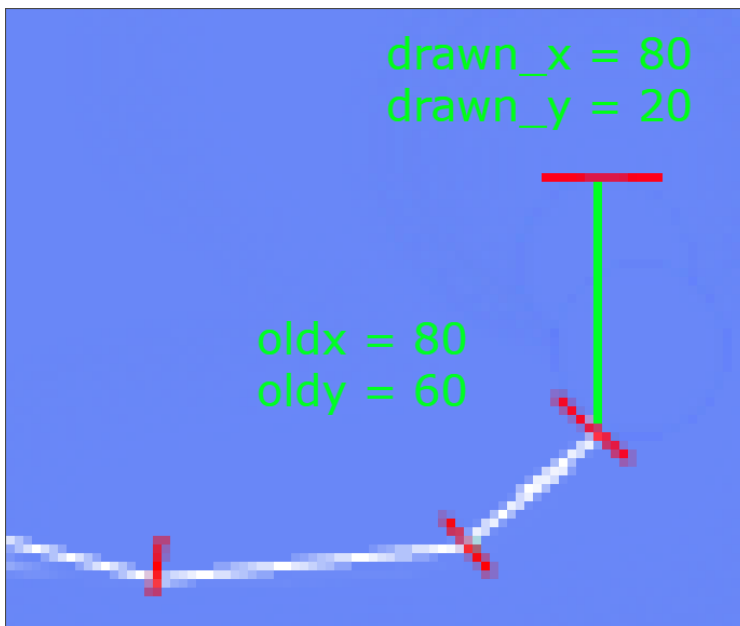 drawn_x = 80
drawn_y = 20
oldx = 80
oldy = 60